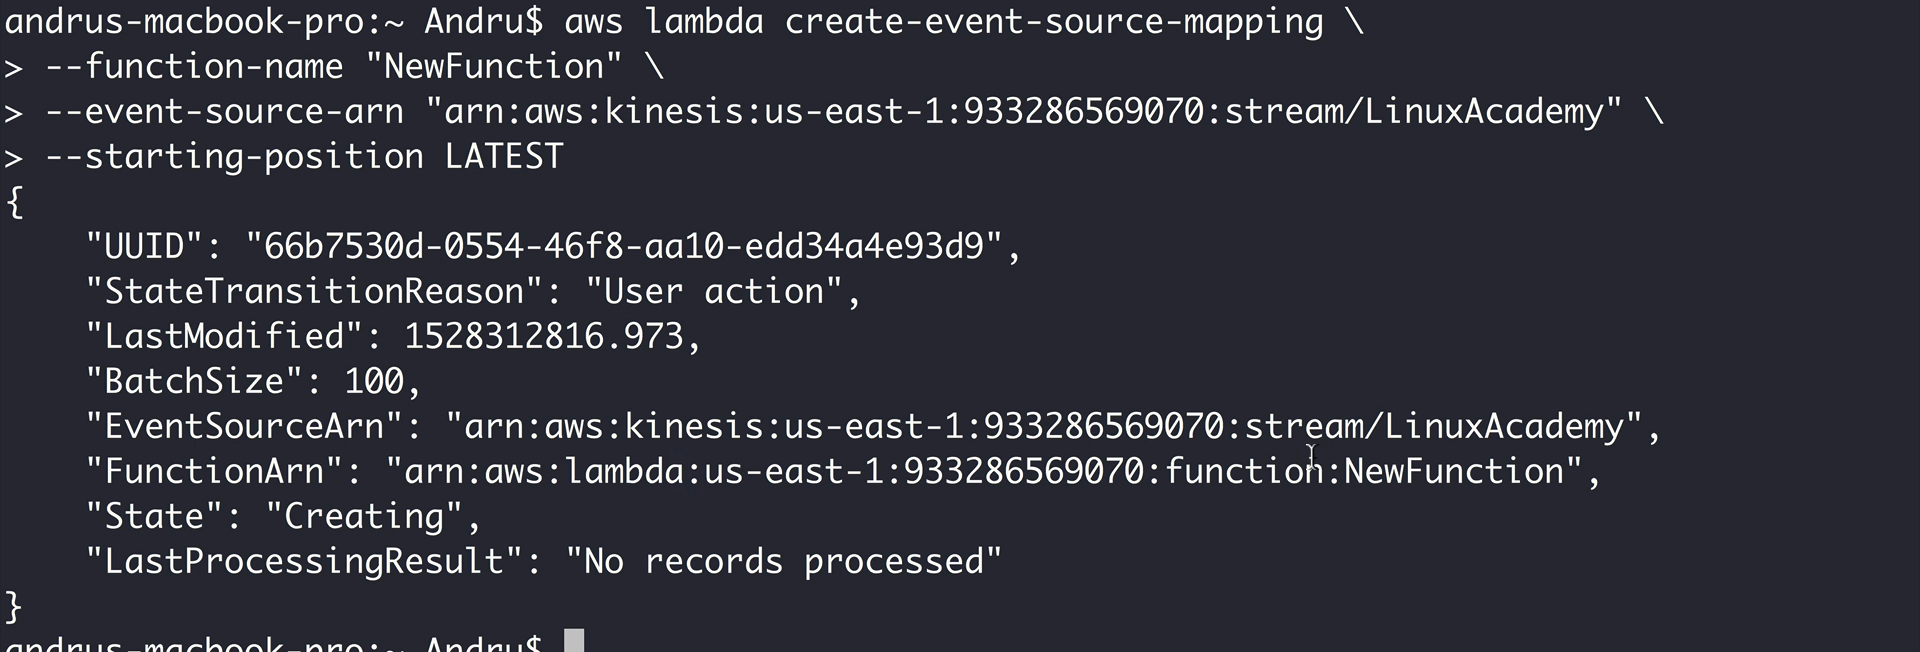 andrus-macbook-pro:~ Andru$ aws lambda create-event-source-mapping \
> --function-name "NewFunction" \
> --event-source-arn "arn:aws:kinesis:us-east-1:933286569070:stream/LinuxAcademy" \
> --starting-position LATEST
{
    "UUID": "66b7530d-0554-46f8-aa10-edd34a4e93d9",
    "StateTransitionReason": "User action",
    "LastModified": 1528312816.973,
    "BatchSize": 100,
    "EventSourceArn": "arn:aws:kinesis:us-east-1:933286569070:stream/LinuxAcademy",
    "FunctionArn": "arn:aws:lambda:us-east-1:933286569070:function:NewFunction",
    "State": "Creating",
    "LastProcessingResult": "No records processed"
}
andrus-macbook-pro:~ Andru$